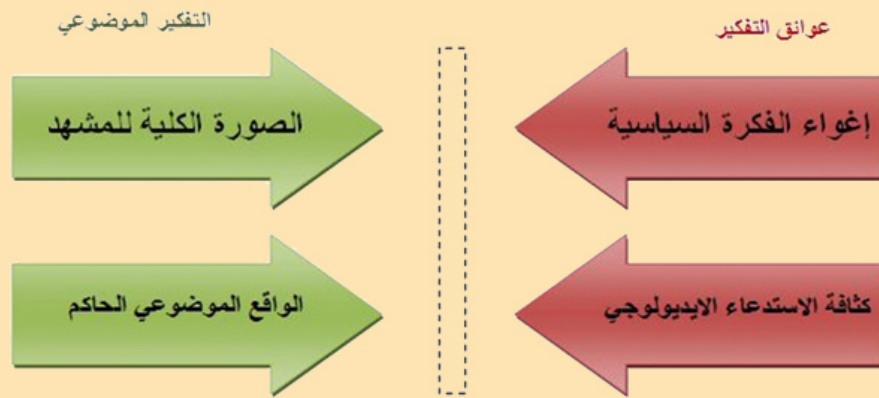 عوائق التفكير
التفكير الموضوعي
إغواء الفكرة السياسية
الصورة الكلية للمشهد
كثافة الاستدعاء الايديولوجي
الواقع الموضوعي الحاكم